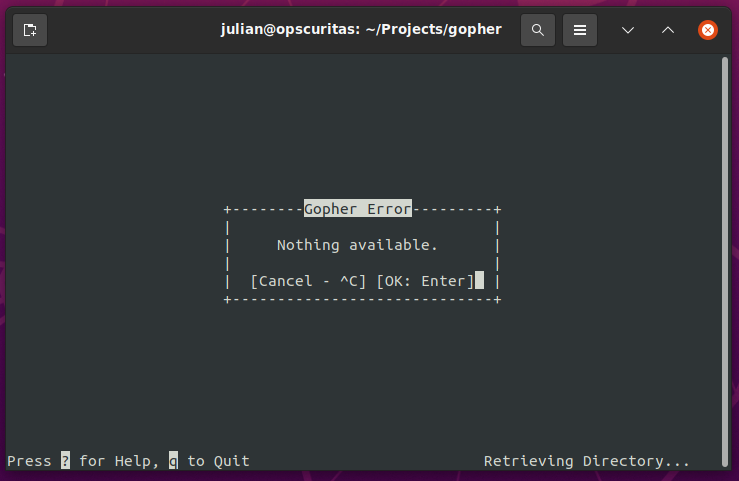 julian@opscuritas: ~/Projects/gopher
+--------Gopher Error---------+
| |
| Nothing available. |
| |
| [Cancel - ^C] [OK: Enter] |
+-----------------------------+
Press ? for Help, q to Quit Retrieving Directory...